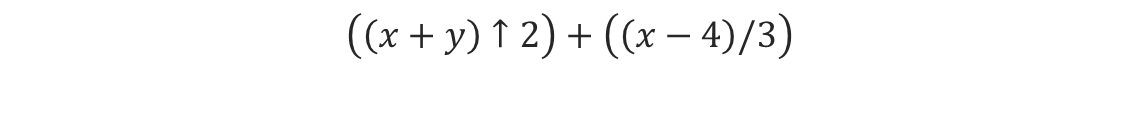 ((x + y) ↑ 2) + ((x − 4)/3)